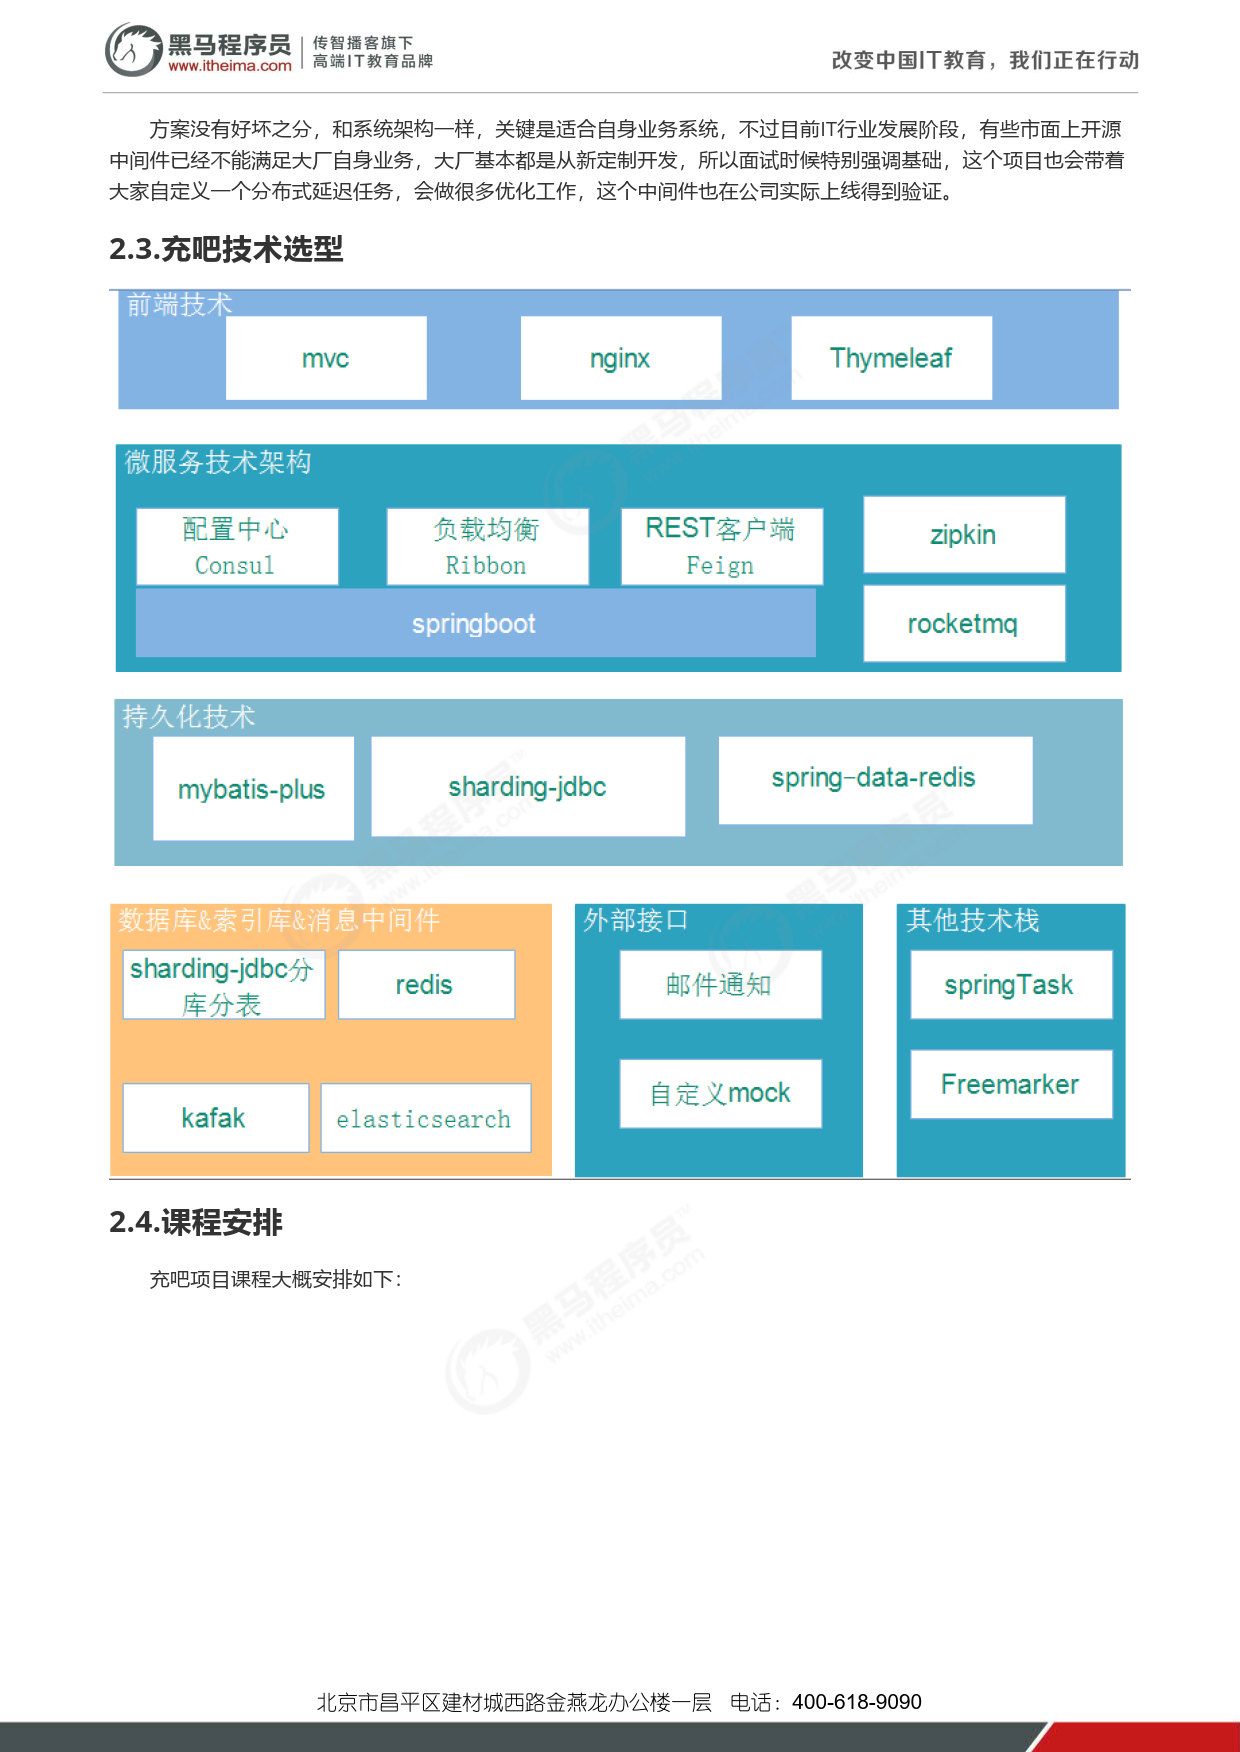 黑马程序员
www.itheima.com
传智播客旗下
高端IT教育品牌
改变中国IT教育，我们正在行动
方案没有好坏之分，和系统架构一样，关键是适合自身业务系统，不过目前IT行业发展阶段，有些市面上开源
中间件已经不能满足大厂自身业务，大厂基本都是从新定制开发，所以面试时候特别强调基础，这个项目也会带着
大家自定义一个分布式延迟任务，会做很多优化工作，这个中间件也在公司实际上线得到验证。
2.3.充吧技术选型
前端技术
mvc
nginx
Thymeleaf
微服务技术架构
配置中心
Consul
负载均衡
Ribbon
REST客户端
Feign
zipkin
springboot
rocketmq
持久化技术
mybatis-plus
sharding-jdbc
spring-data-redis
数据库&索引库&消息中间件
sharding-jdbc分
库分表
redis
kafak
elasticsearch
外部接口
邮件通知
自定义mock
其他技术栈
springTask
Freemarker
2.4.课程安排
充吧项目课程大概安排如下：
黑马程序员™
www.itheima.com
北京市昌平区建材城西路金燕龙办公楼一层 电话：400-618-9090